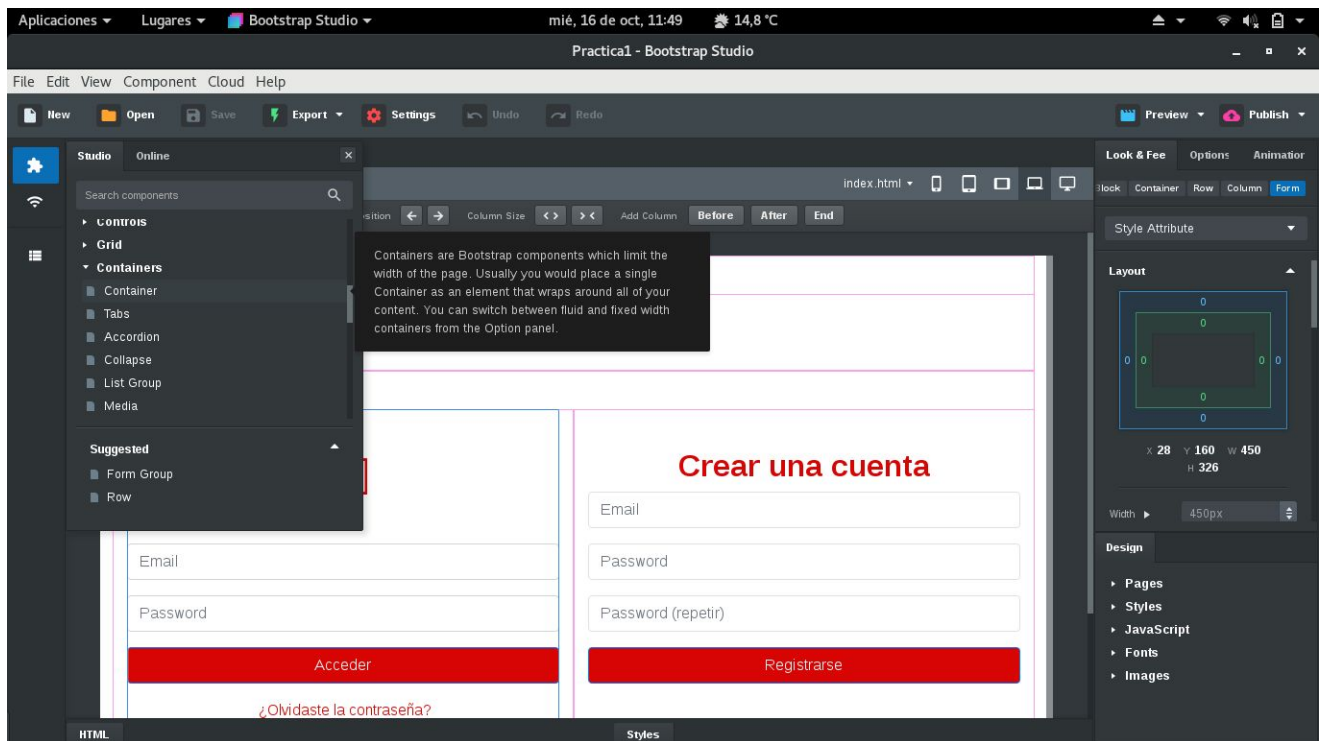 Aplicaciones Lugares Bootstrap Studio mié, 16 de oct, 11:49 14,8 °C
Practica1 - Bootstrap Studio
File Edit View Component Cloud Help
New Open Save Export Settings Undo Redo Preview Publish
Studio Online
Look & Fee Options Animation
Search components
index.html
Block Container Row Column Form
sition Column Size Add Column Before After End
Controls
Grid
Containers
Container
Tabs
Accordion
Collapse
List Group
Media
Suggested
Form Group
Row
Containers are Bootstrap components which limit the
width of the page. Usually you would place a single
Container as an element that wraps around all of your
content. You can switch between fluid and fixed width
containers from the Option panel.
Email
Password
Acceder
¿Olvidaste la contraseña?
Crear una cuenta
Email
Password
Password (repetir)
Registrarse
Style Attribute
Layout
0
0
0 0 0 0
0
0
X 28 Y 160 W 450
H 326
Width 450px
Design
Pages
Styles
JavaScript
Fonts
Images
HTML Styles